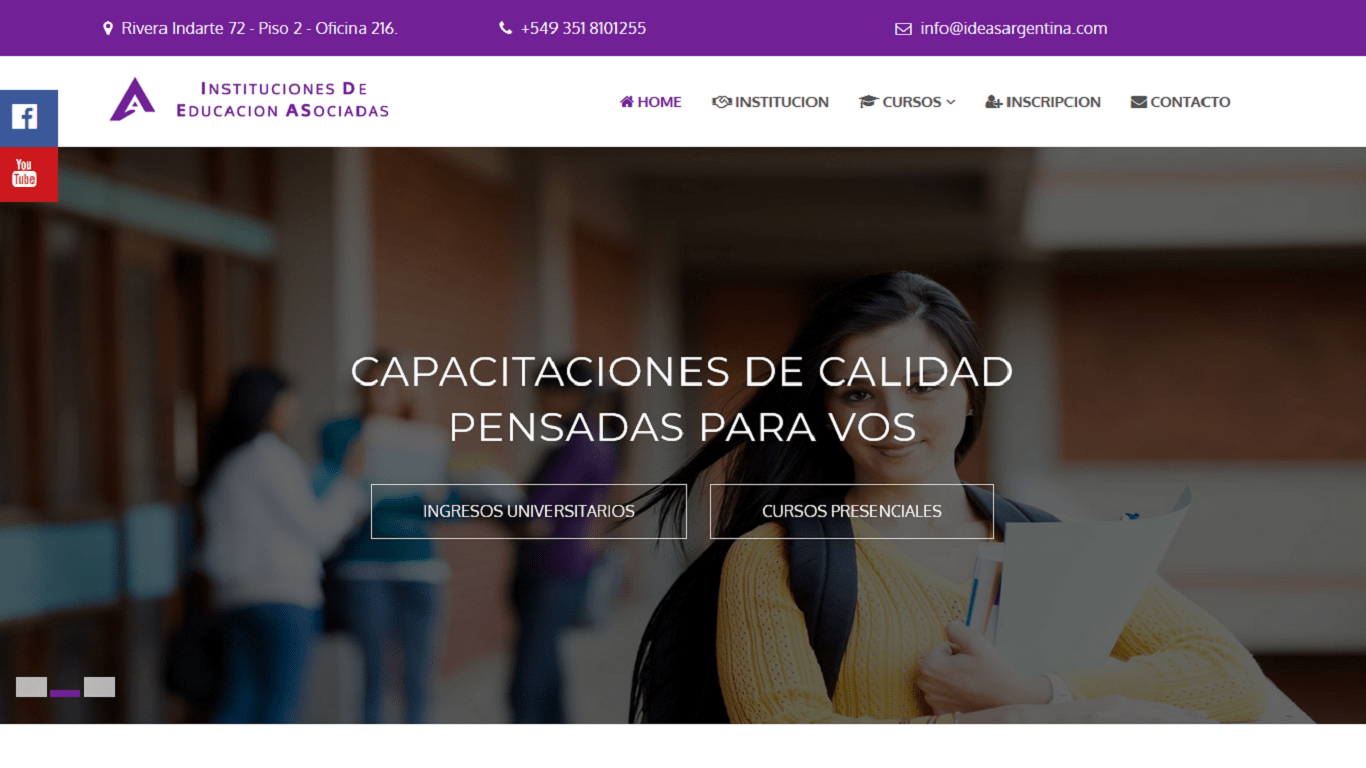 Rivera Indarte 72 - Piso 2 - Oficina 216.
+549 351 8101255
info@ideasargentina.com
INSTITUCIONES DE
EDUCACION ASOCIADAS
HOME
INSTITUCION
CURSOS
INSCRIPCION
CONTACTO
You
Tube
CAPACITACIONES DE CALIDAD
PENSADAS PARA VOS
INGRESOS UNIVERSITARIOS
CURSOS PRESENCIALES